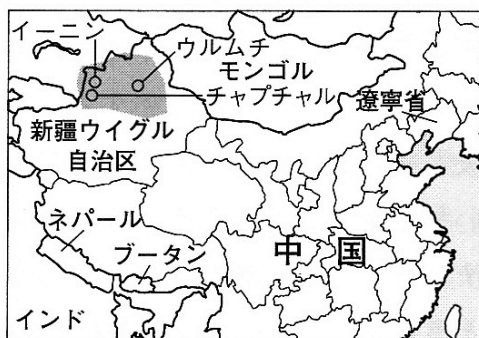 イーニン
ウルムチ
モンゴル
チャプチャル
遼寧省
新疆ウイグル
自治区
ネパール
ブータン
中国
インド